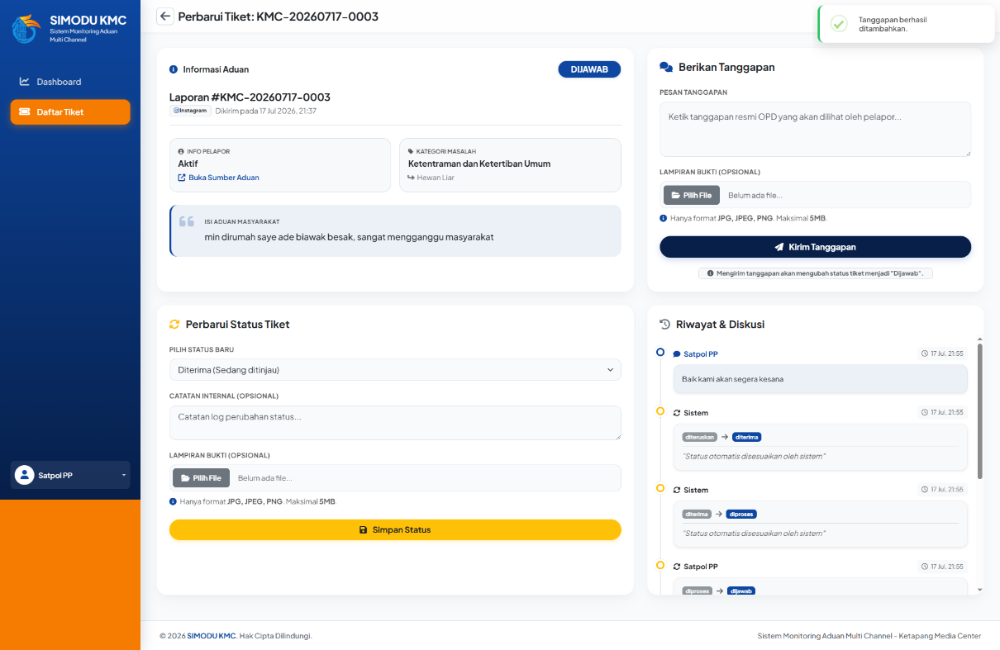 SIMODU KMC
Sistem Monitoring Aduan
Multi Channel
Dashboard
Daftar Tiket
Satpol PP
Perbarui Tiket: KMC-20260717-0003
Tanggapan berhasil
ditambahkan.
Informasi Aduan
DIJAWAB
Laporan #KMC-20260717-0003
Instagram Dikirim pada 17 Jul 2026, 21:37
INFO PELAPOR
Aktif
Buka Sumber Aduan
KATEGORI MASALAH
Ketentraman dan Ketertiban Umum
Hewan Liar
ISI ADUAN MASYARAKAT
min dirumah saye ade biawak besak, sangat mengganggu masyarakat
Berikan Tanggapan
PESAN TANGGAPAN
Ketik tanggapan resmi OPD yang akan dilihat oleh pelapor...
LAMPIRAN BUKTI (OPSIONAL)
Pilih File Belum ada file...
Hanya format JPG, JPEG, PNG. Maksimal 5MB.
Kirim Tanggapan
Mengirim tanggapan akan mengubah status tiket menjadi "Dijawab".
Perbarui Status Tiket
PILIH STATUS BARU
Diterima (Sedang ditinjau)
CATATAN INTERNAL (OPSIONAL)
Catatan log perubahan status...
LAMPIRAN BUKTI (OPSIONAL)
Pilih File Belum ada file...
Hanya format JPG, JPEG, PNG. Maksimal 5MB.
Simpan Status
Riwayat & Diskusi
Satpol PP 17 Jul, 21:55
Baik kami akan segera kesana
Sistem 17 Jul, 21:55
diteruskan → diterima
"Status otomatis disesuaikan oleh sistem"
Sistem 17 Jul, 21:55
diterima → diproses
"Status otomatis disesuaikan oleh sistem"
Satpol PP 17 Jul, 21:55
diproses → dijawab
© 2026 SIMODU KMC. Hak Cipta Dilindungi.
Sistem Monitoring Aduan Multi Channel - Ketapang Media Center